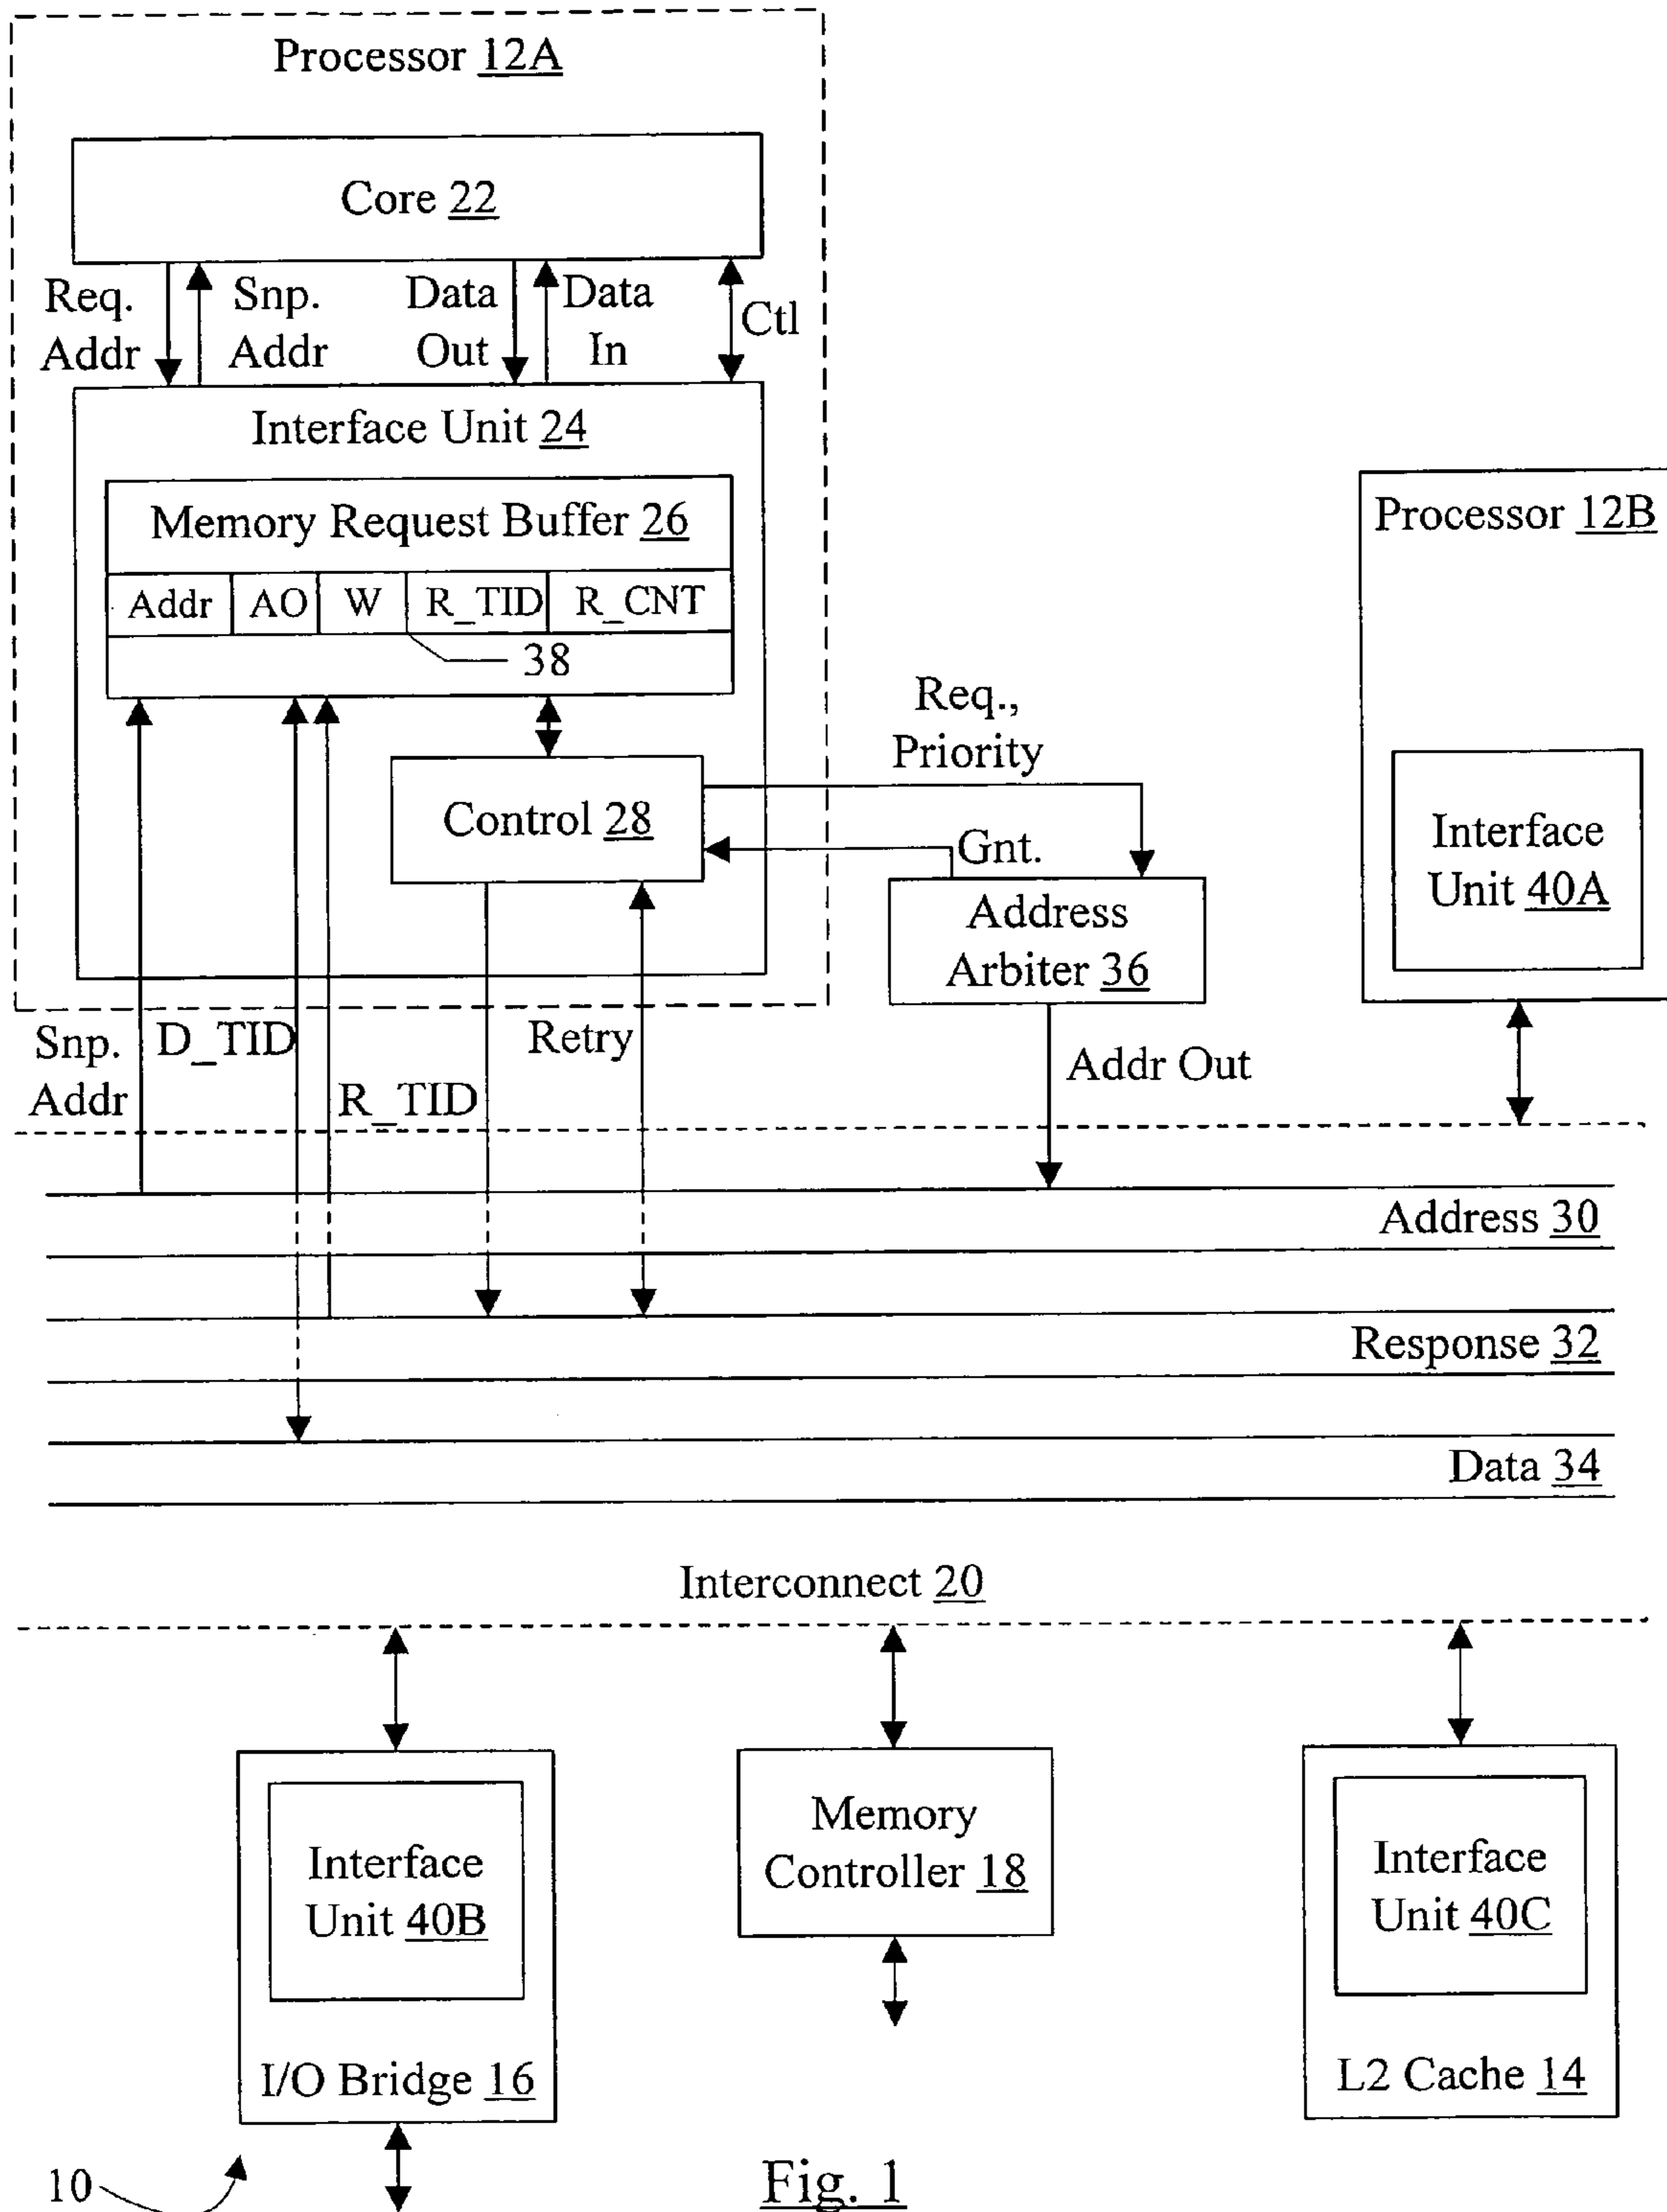 Processor 12A
Core 22
Req.
Addr
Snp.
Addr
Data
Out
Data
In
Ctl
Interface Unit 24
Memory Request Buffer 26
Addr AO W R_TID R_CNT
38
Control 28
Req.,
Priority
Gnt.
Address
Arbiter 36
Processor 12B
Interface
Unit 40A
Snp.
Addr
D_TID
R_TID
Retry
Addr Out
Address 30
Response 32
Data 34
Interconnect 20
Interface
Unit 40B
I/O Bridge 16
Memory
Controller 18
Interface
Unit 40C
L2 Cache 14
10
Fig. 1